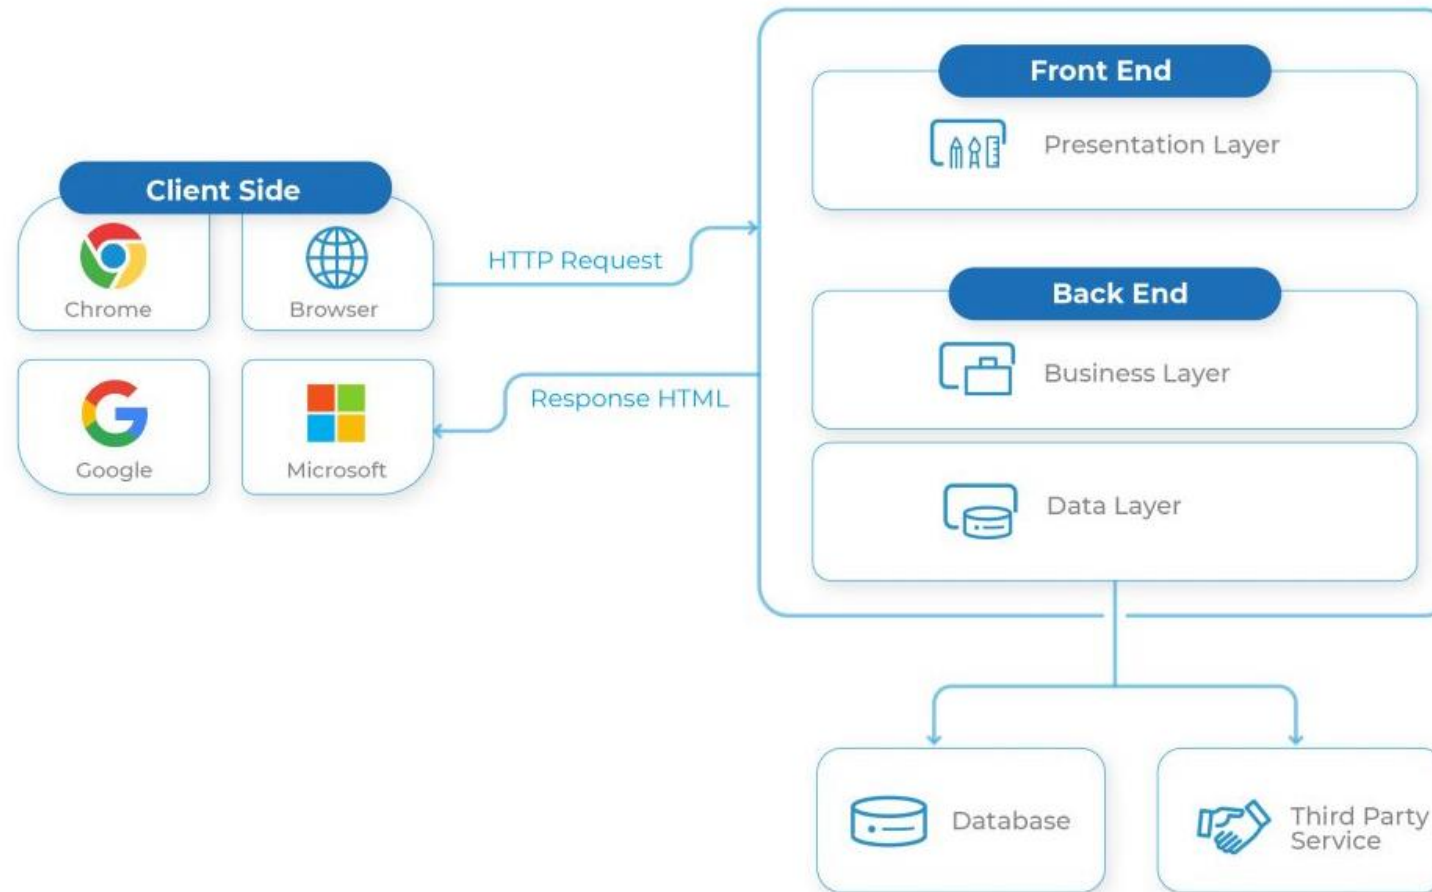 Front End
Presentation Layer
Client Side
Chrome
Browser
HTTP Request
Back End
Business Layer
Google
Microsoft
Response HTML
Data Layer
Database
Third Party
Service